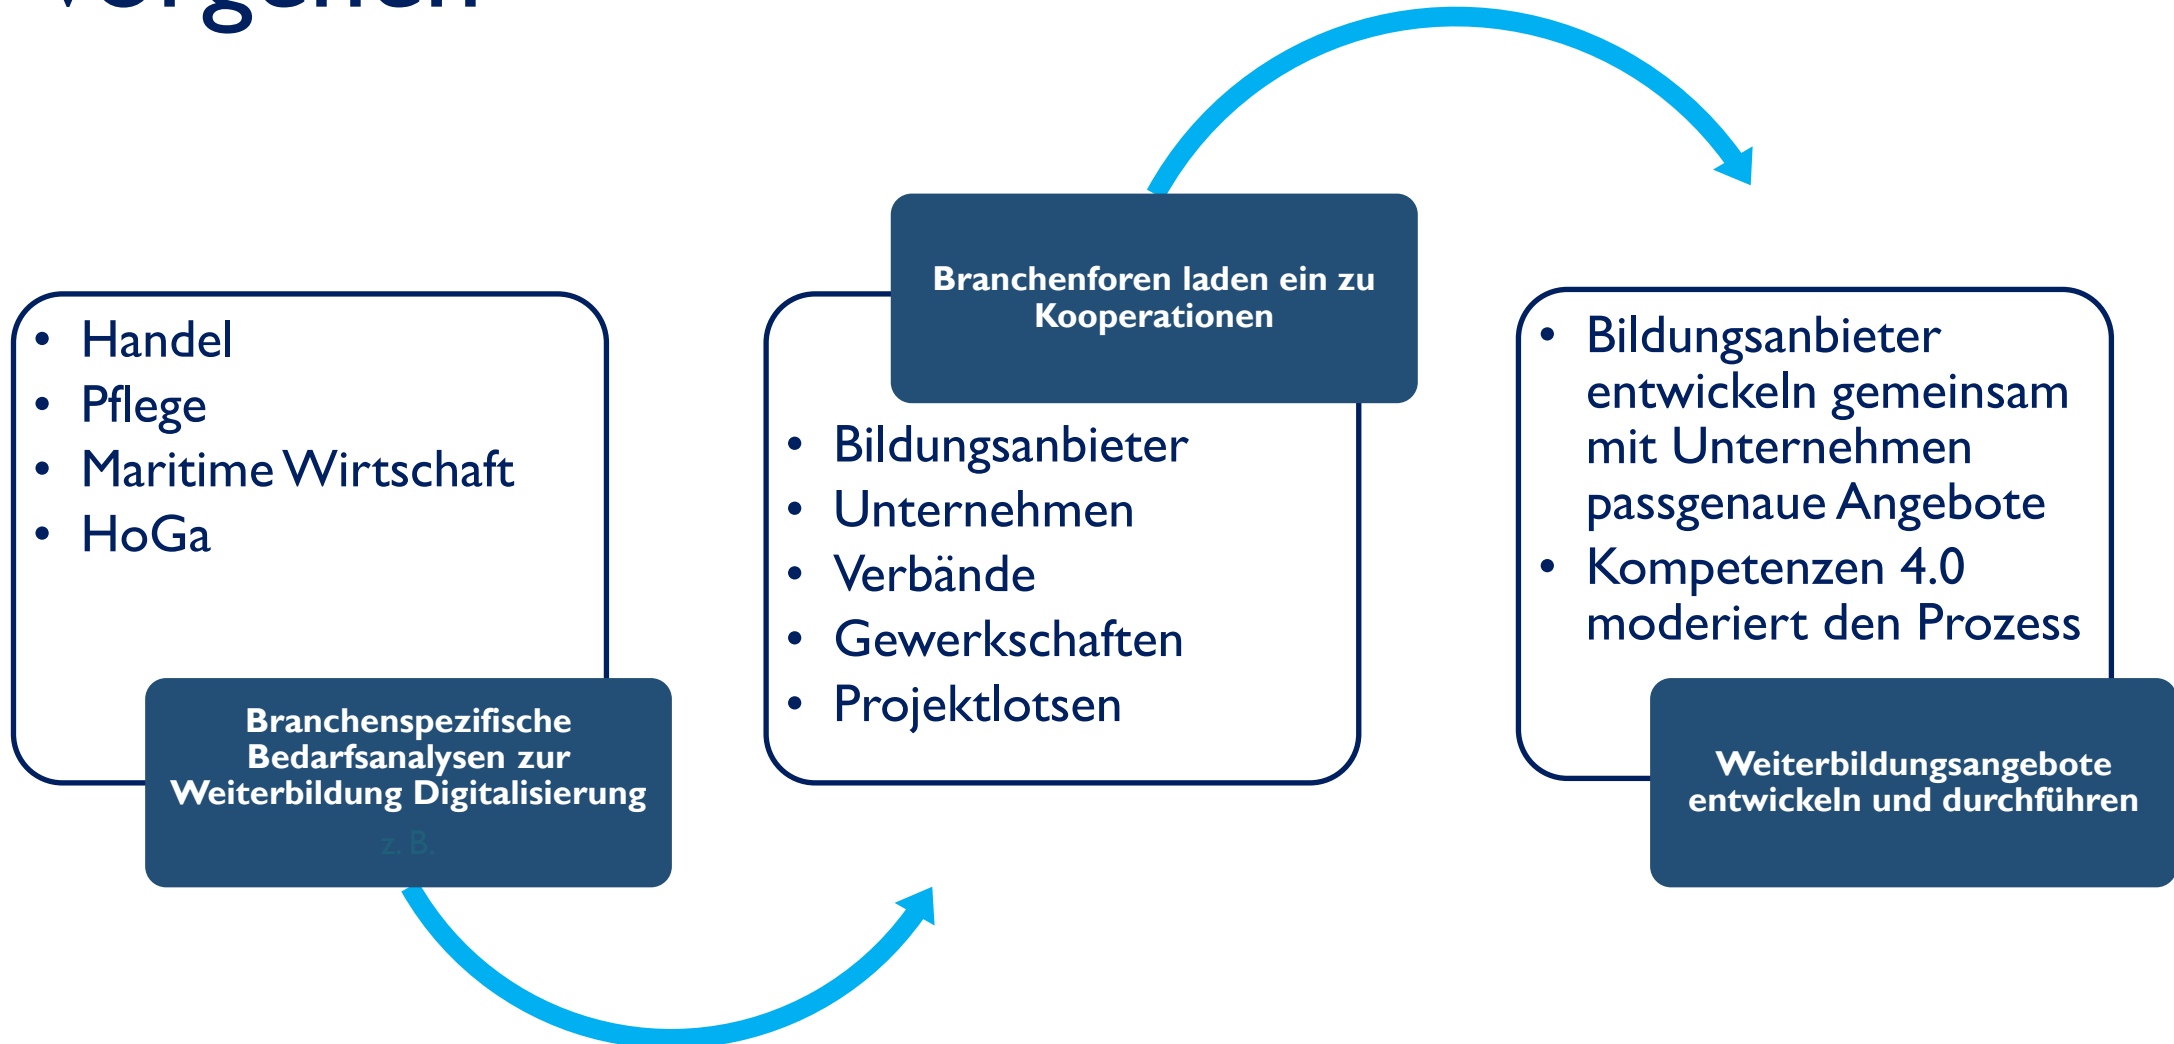 Vorgehen
• Handel
• Pflege
• Maritime Wirtschaft
• HoGa
Branchenspezifische
Bedarfsanalysen zur
Weiterbildung Digitalisierung
z. B.
Branchenforen laden ein zu
Kooperationen
• Bildungsanbieter
• Unternehmen
• Verbände
• Gewerkschaften
• Projektlotsen
• Bildungsanbieter
entwickeln gemeinsam
mit Unternehmen
passgenaue Angebote
• Kompetenzen 4.0
moderiert den Prozess
Weiterbildungsangebote
entwickeln und durchführen